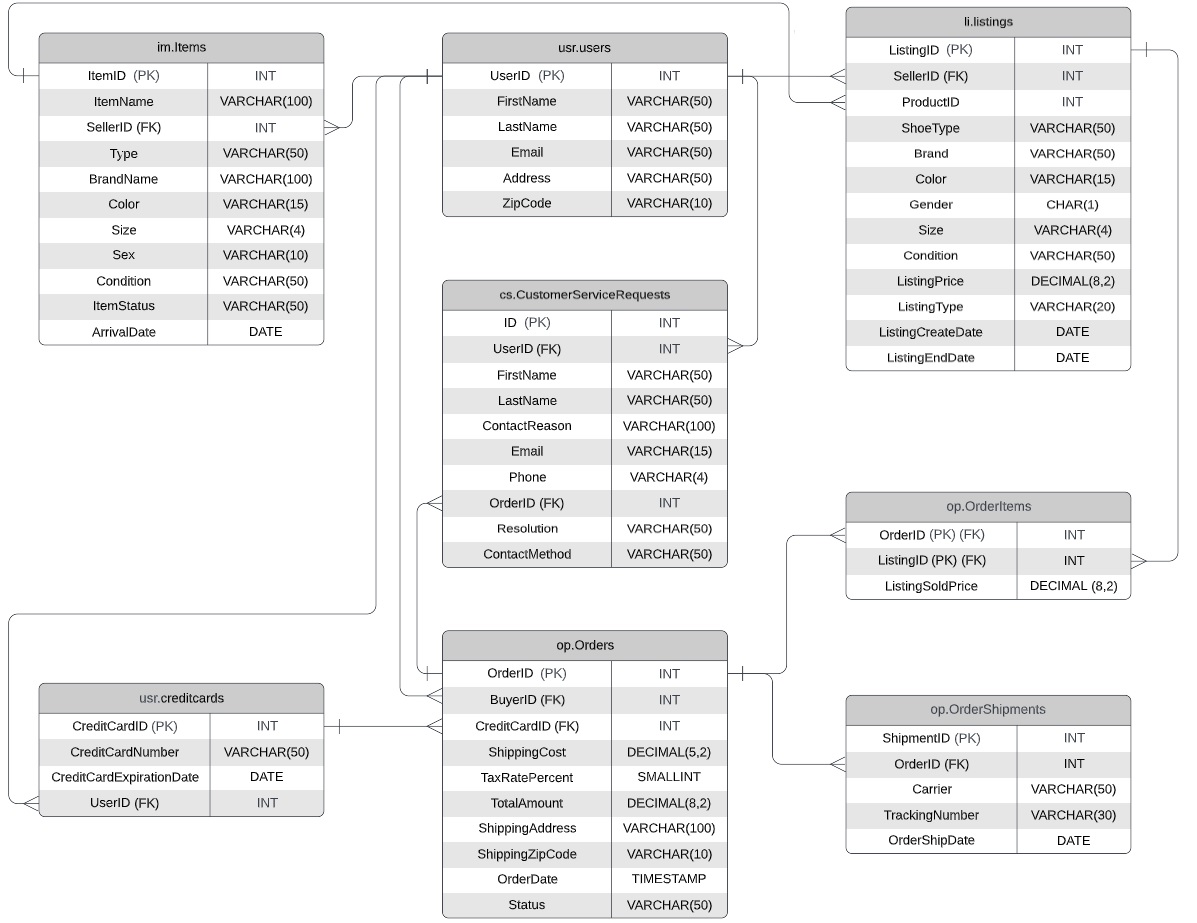 im.Items
ItemID (PK) INT
ItemName VARCHAR(100)
SellerID (FK) INT
Type VARCHAR(50)
BrandName VARCHAR(100)
Color VARCHAR(15)
Size VARCHAR(4)
Sex VARCHAR(10)
Condition VARCHAR(50)
ItemStatus VARCHAR(50)
ArrivalDate DATE
usr.users
UserID (PK) INT
FirstName VARCHAR(50)
LastName VARCHAR(50)
Email VARCHAR(50)
Address VARCHAR(50)
ZipCode VARCHAR(10)
li.listings
ListingID (PK) INT
SellerID (FK) INT
ProductID INT
ShoeType VARCHAR(50)
Brand VARCHAR(50)
Color VARCHAR(15)
Gender CHAR(1)
Size VARCHAR(4)
Condition VARCHAR(50)
ListingPrice DECIMAL(8,2)
ListingType VARCHAR(20)
ListingCreateDate DATE
ListingEndDate DATE
cs.CustomerServiceRequests
ID (PK) INT
UserID (FK) INT
FirstName VARCHAR(50)
LastName VARCHAR(50)
ContactReason VARCHAR(100)
Email VARCHAR(15)
Phone VARCHAR(4)
OrderID (FK) INT
Resolution VARCHAR(50)
ContactMethod VARCHAR(50)
op.OrderItems
OrderID (PK) (FK) INT
ListingID (PK) (FK) INT
ListingSoldPrice DECIMAL (8,2)
usr.creditcards
CreditCardID (PK) INT
CreditCardNumber VARCHAR(50)
CreditCardExpirationDate DATE
UserID (FK) INT
op.Orders
OrderID (PK) INT
BuyerID (FK) INT
CreditCardID (FK) INT
ShippingCost DECIMAL(5,2)
TaxRatePercent SMALLINT
TotalAmount DECIMAL(8,2)
ShippingAddress VARCHAR(100)
ShippingZipCode VARCHAR(10)
OrderDate TIMESTAMP
Status VARCHAR(50)
op.OrderShipments
ShipmentID (PK) INT
OrderID (FK) INT
Carrier VARCHAR(50)
TrackingNumber VARCHAR(30)
OrderShipDate DATE